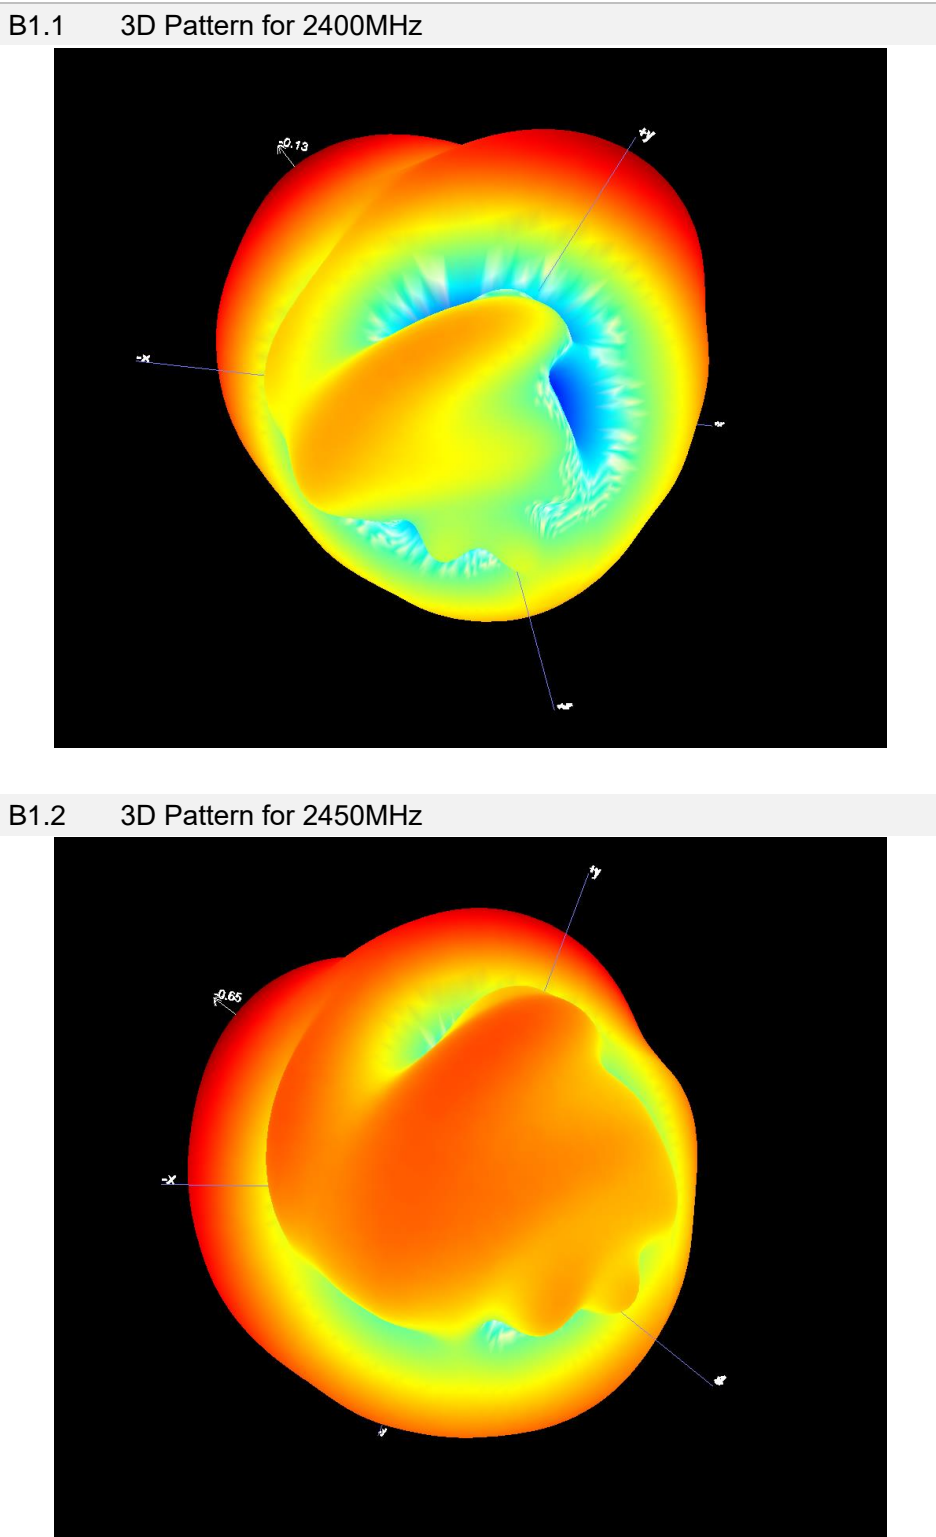 B1.1 3D Pattern for 2400MHz
-0.13
+y
-x
B1.2 3D Pattern for 2450MHz
+y
-0.65
-x